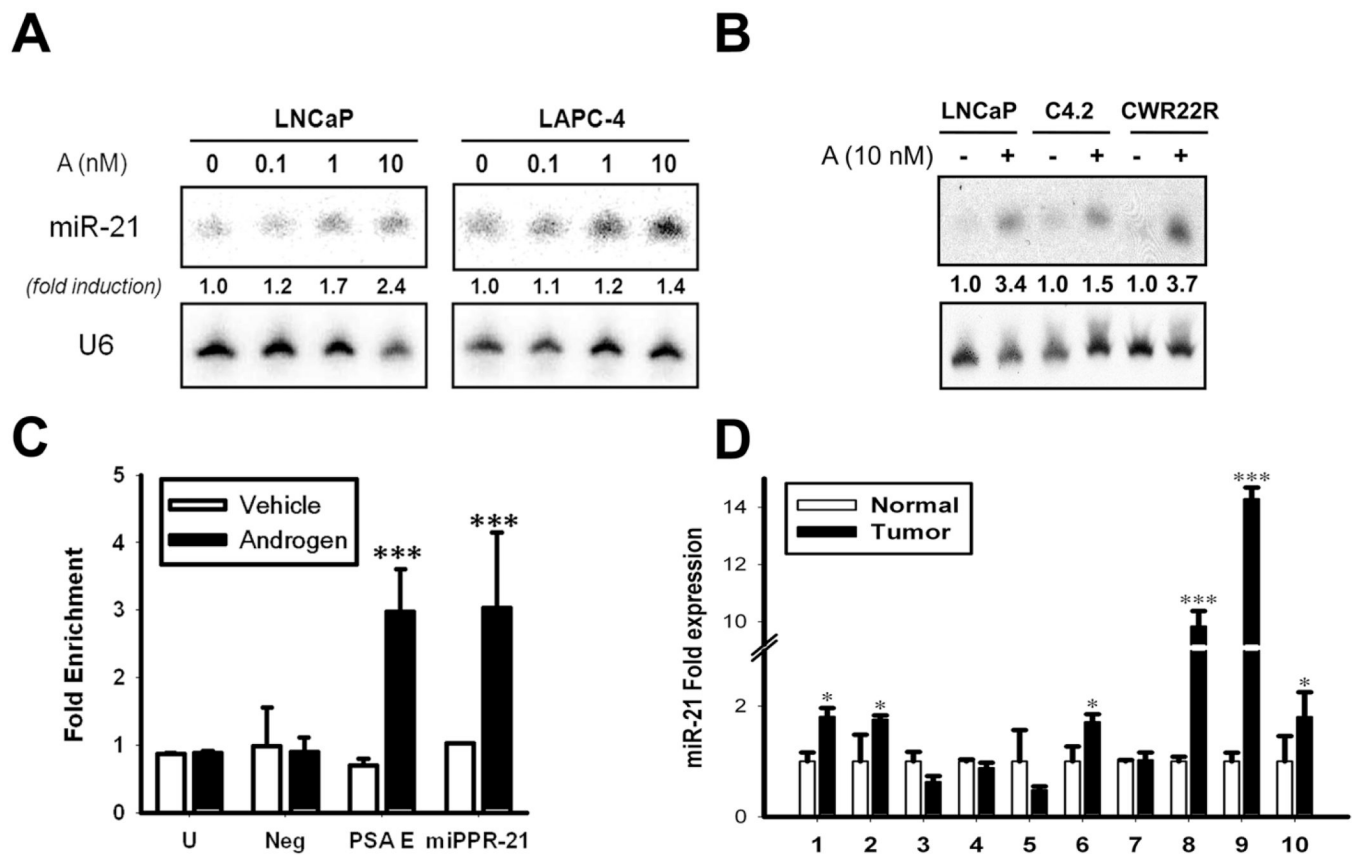 A
LNCaP LAPC-4
A (nM) 0 0.1 1 10 0 0.1 1 10
miR-21
(fold induction) 1.0 1.2 1.7 2.4 1.0 1.1 1.2 1.4
U6
B
LNCaP C4.2 CWR22R
A (10 nM) - + - + - +
1.0 3.4 1.0 1.5 1.0 3.7
C
Fold Enrichment
5
4
3
2
1
0
Vehicle
Androgen
***
***
U Neg PSA E miPPR-21
D
miR-21 Fold expression
14
12
10
2
0
Normal
Tumor
* * * *** *** *
1 2 3 4 5 6 7 8 9 10